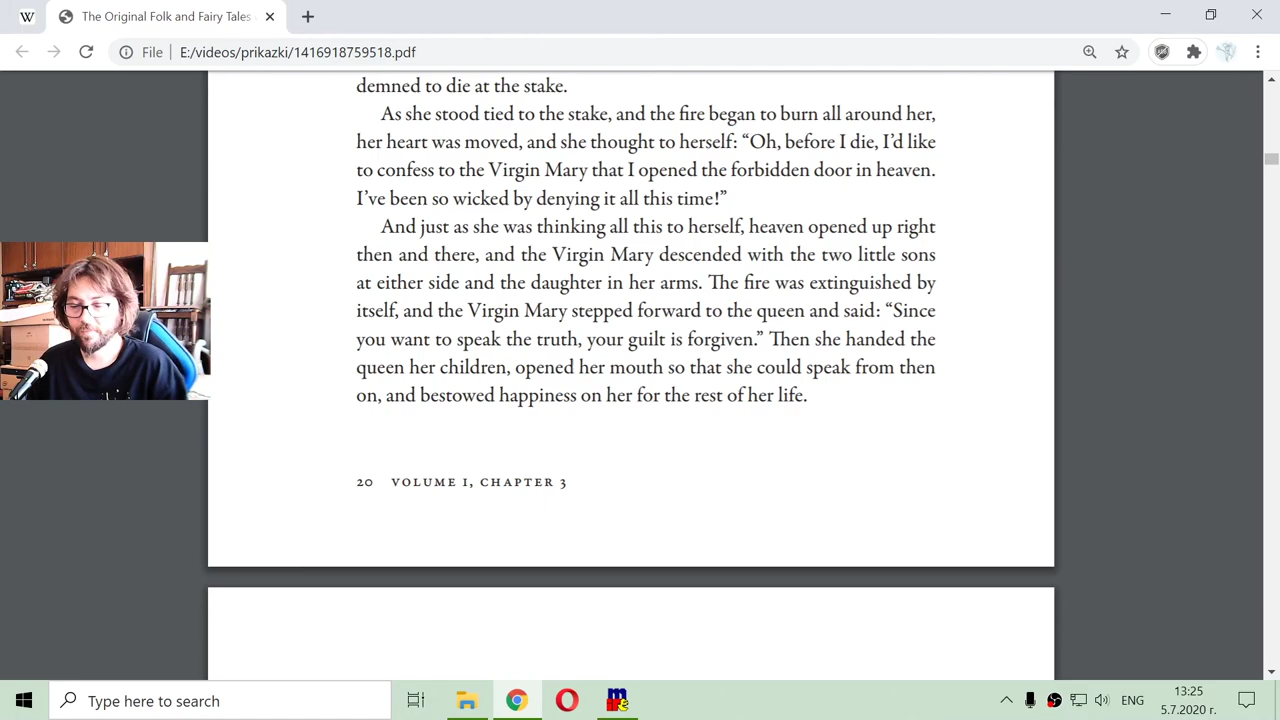 The Original Folk and Fairy Tales
File | E:/videos/prikazki/1416918759518.pdf
demned to die at the stake.
As she stood tied to the stake, and the fire began to burn all around her,
her heart was moved, and she thought to herself: “Oh, before I die, I’d like
to confess to the Virgin Mary that I opened the forbidden door in heaven.
I’ve been so wicked by denying it all this time!”
And just as she was thinking all this to herself, heaven opened up right
then and there, and the Virgin Mary descended with the two little sons
at either side and the daughter in her arms. The fire was extinguished by
itself, and the Virgin Mary stepped forward to the queen and said: “Since
you want to speak the truth, your guilt is forgiven.” Then she handed the
queen her children, opened her mouth so that she could speak from then
on, and bestowed happiness on her for the rest of her life.
20 VOLUME I, CHAPTER 3
Type here to search
ЕНГ
13:25
5.7.2020 г.